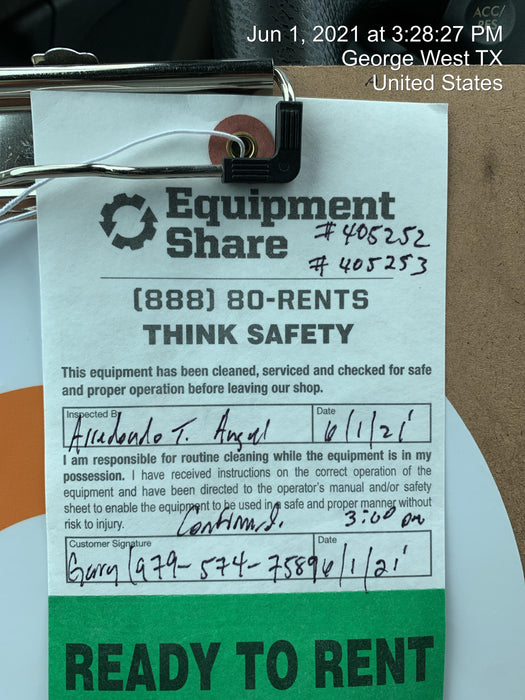 Jun 1, 2021 at 3:28:27 PM
George West TX
United States
ACC/
Equipment
Share
# 405252
# 405253
(888) 80-RENTS
THINK SAFETY
This equipment has been cleaned, serviced and checked for safe
and proper operation before leaving our shop.
Inspected By
Date
Arredondo T. Angel
6/1/21'
I am responsible for routine cleaning while the equipment is in my
possession. I have received instructions on the correct operation of the
equipment and have been directed to the operator's manual and/or safety
sheet to enable the equipment to be used in a safe and proper manner without
risk to injury.
Continued.
3:00 pm
Customer Signature
Date
Garry (979-574-7589
6/1/21'
READY TO RENT